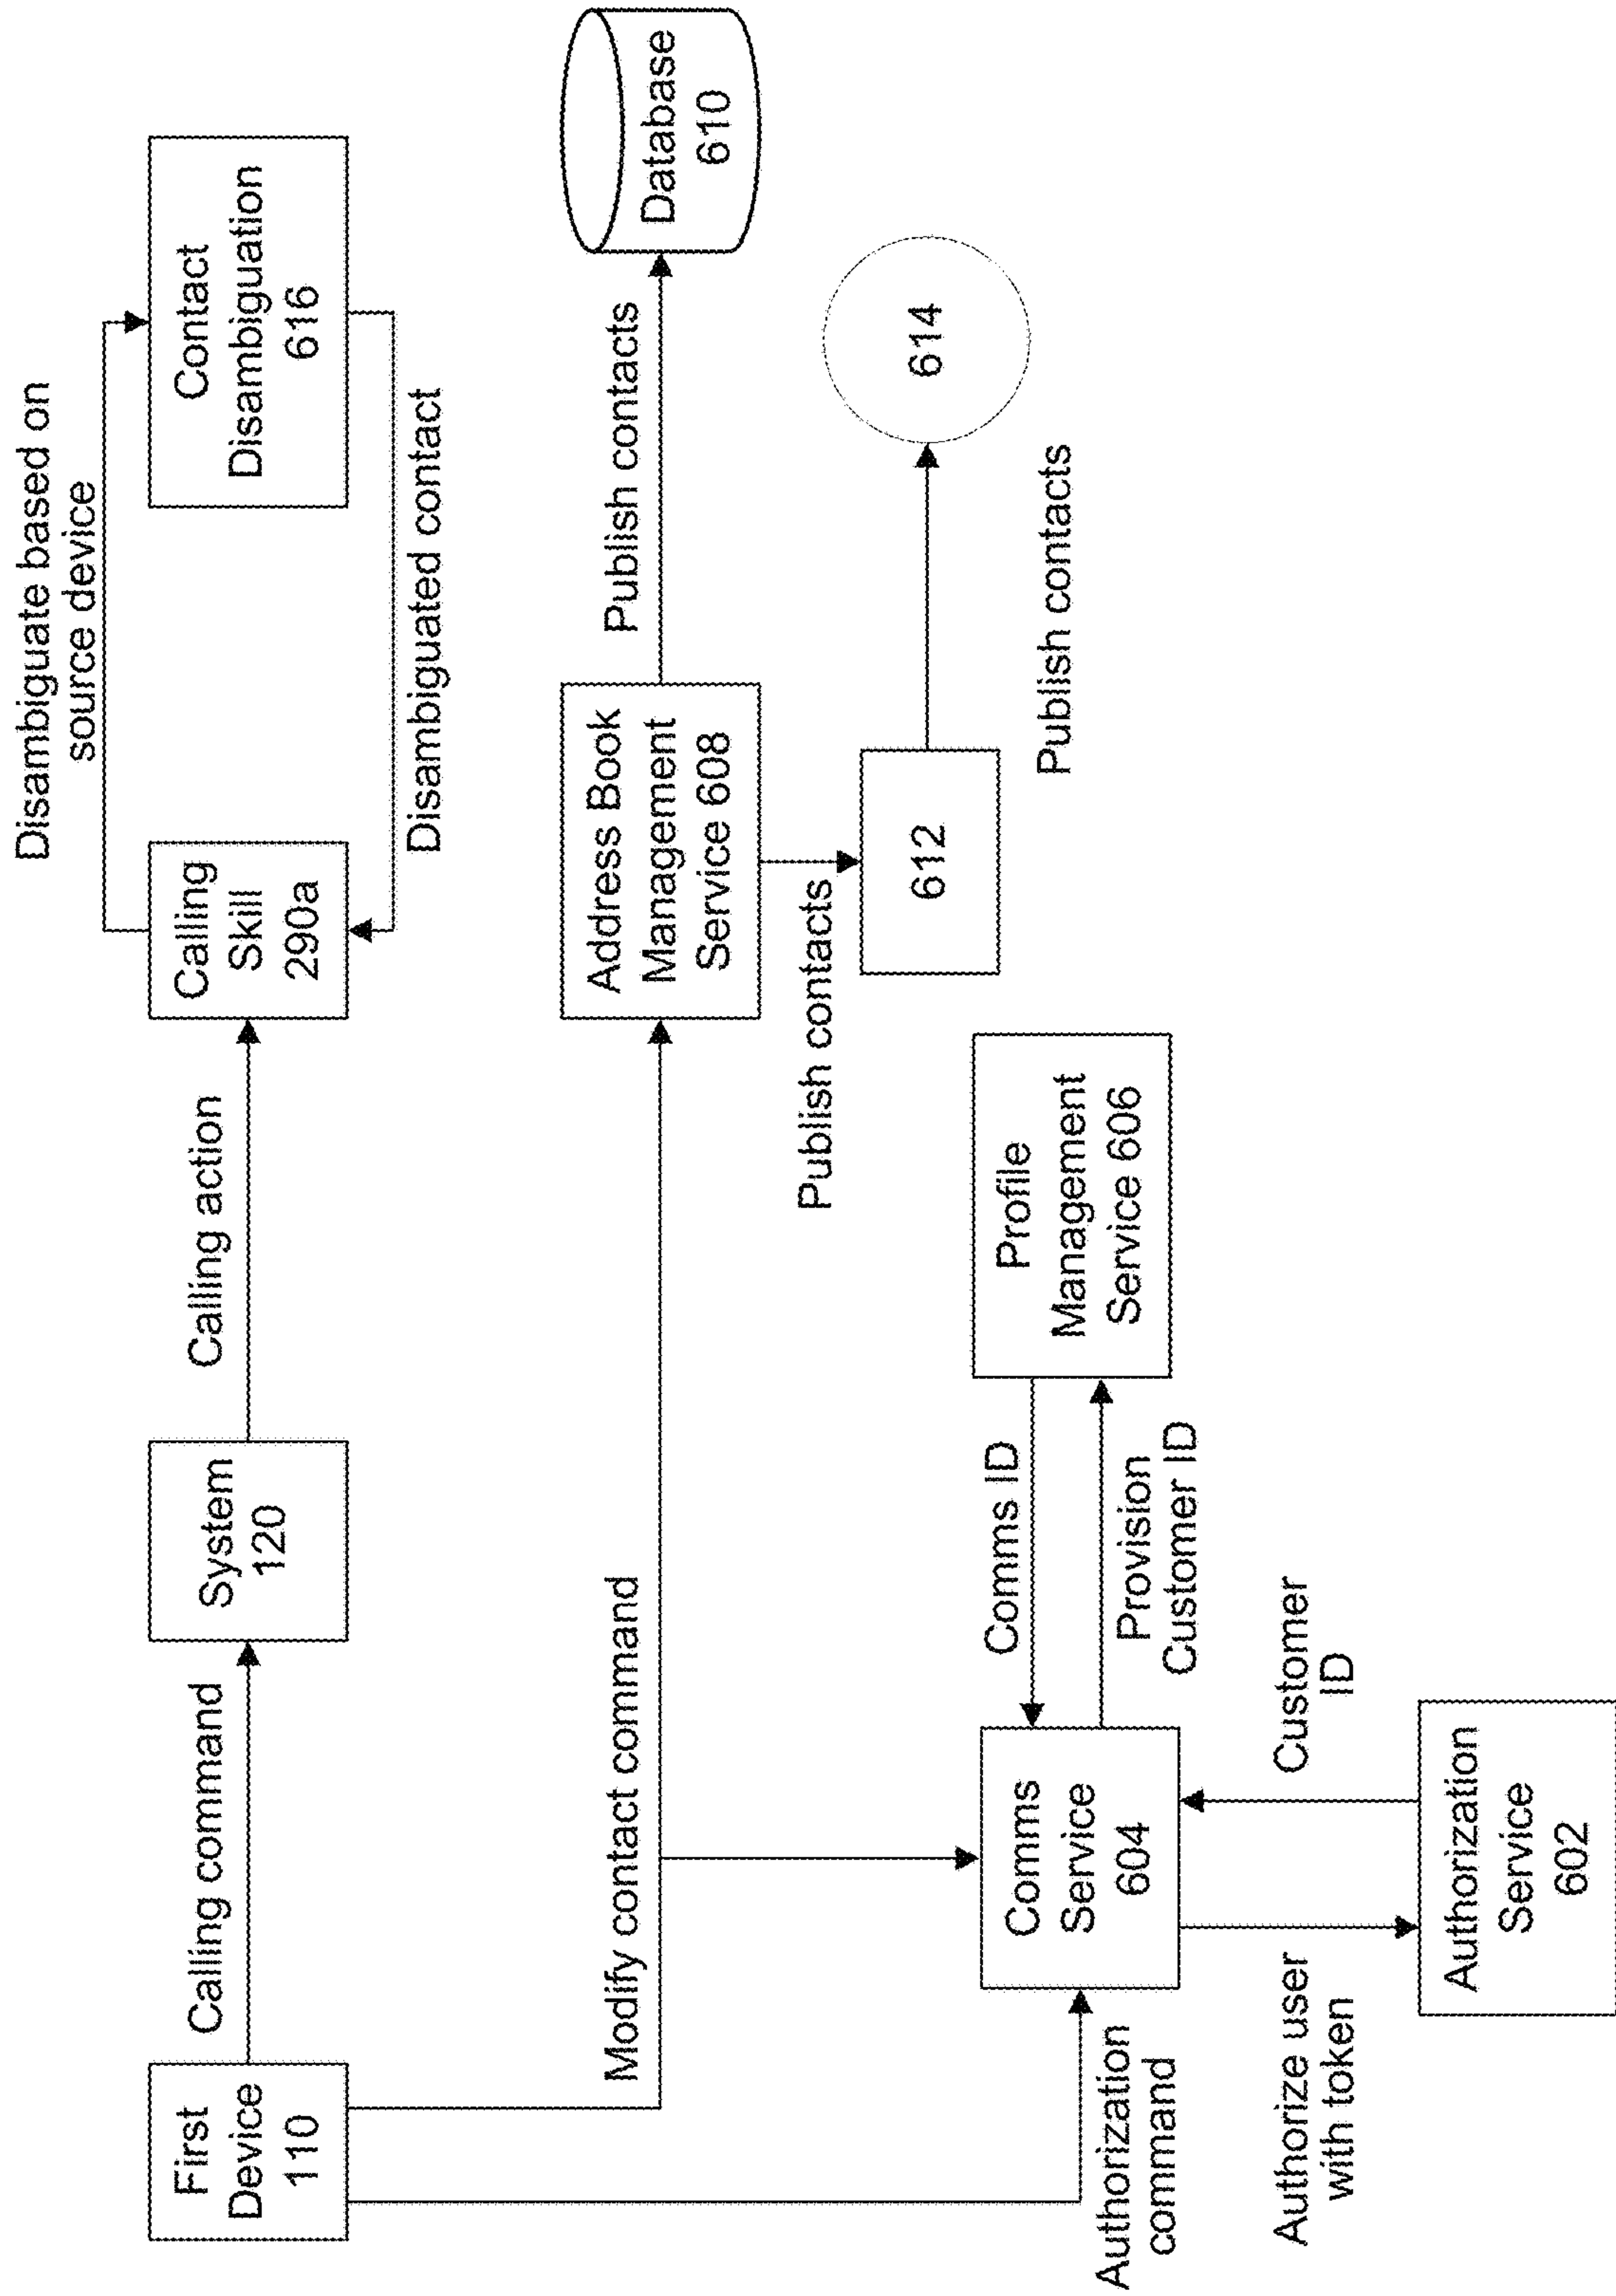 First
Device
110
Calling command
System
120
Calling action
Calling
Skill
290a
Disambiguate based on
source device
Contact
Disambiguation
616
Disambiguated contact
Modify contact command
Address Book
Management
Service 608
Publish contacts
Database
610
Publish contacts
612
Publish contacts
614
Authorization
command
Comms
Service
604
Comms ID
Provision
Customer ID
Profile
Management
Service 606
Authorize user
with token
Customer
ID
Authorization
Service
602